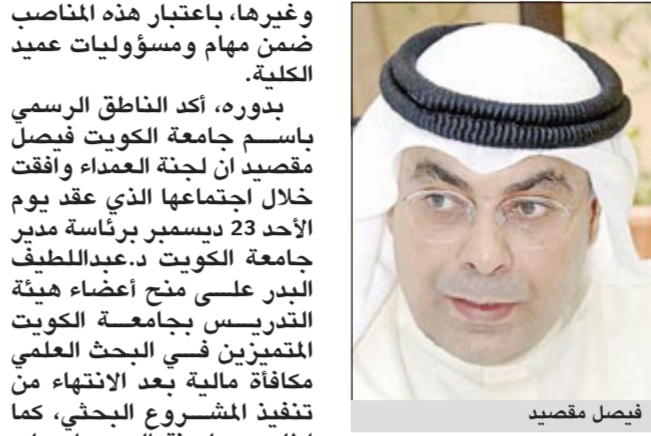 وغيرها، باعتبار هذه المناصب
ضمن مهام ومسؤوليات عميد
الكلية.
بدوره، أكد الناطق الرسمي
باسم جامعة الكويت فيصل
مقصيد ان لجنة العمداء وافقت
خلال اجتماعها الذي عقد يوم
الأحد 23 ديسمبر برئاسة مدير
جامعة الكويت د.عبداللطيف
البدر على منح أعضاء هيئة
التدريس بجامعة الكويت
المتميزين في البحث العلمي
مكافأة مالية بعد الانتهاء من
تنفيذ المشروع البحثي، كما
فيصل مقصيد